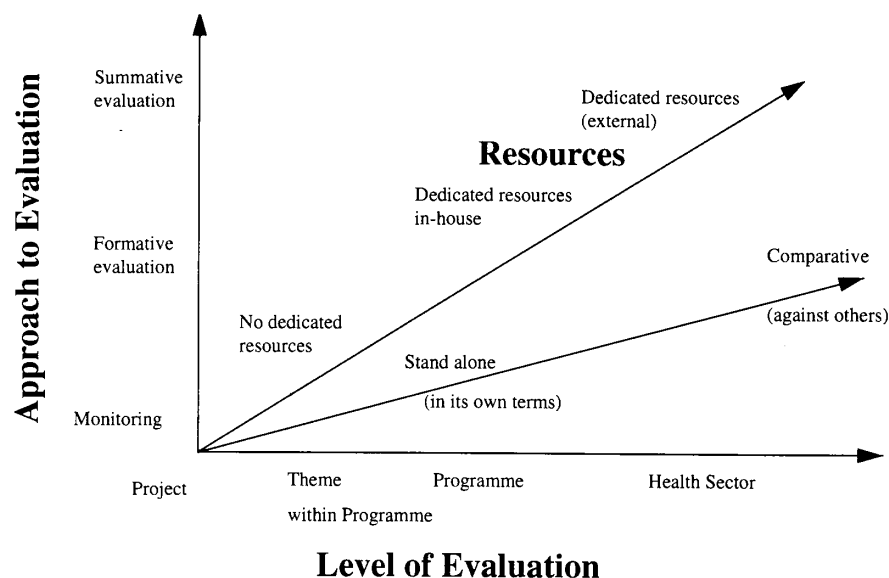 Approach to Evaluation
Summative
evaluation
Formative
evaluation
Monitoring
Dedicated resources
(external)
Resources
Dedicated resources
in-house
No dedicated
resources
Comparative
(against others)
Stand alone
(in its own terms)
Project
Theme
within Programme
Programme
Health Sector
Level of Evaluation